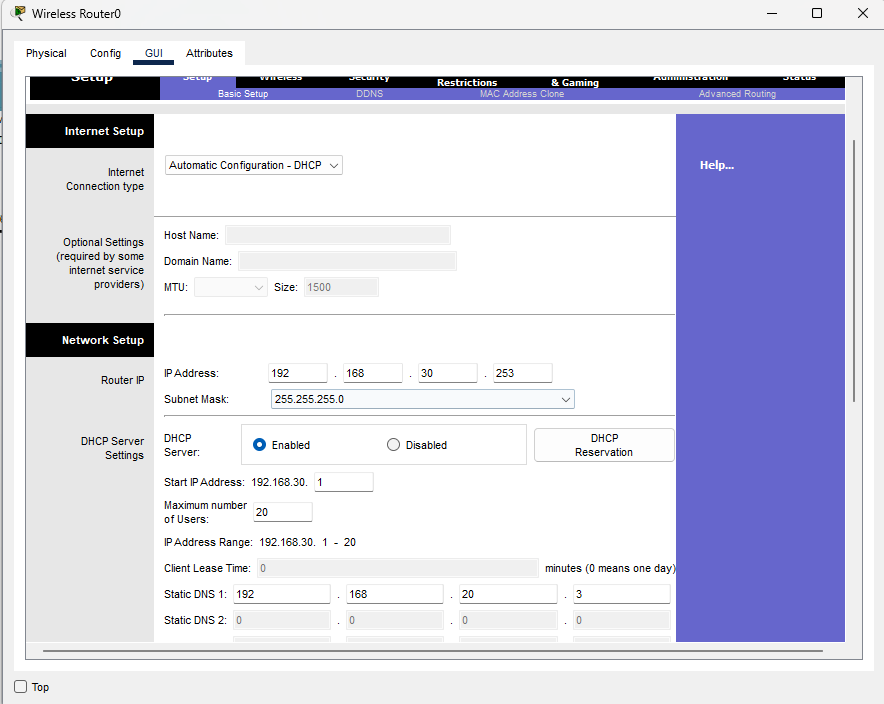 Wireless Router0
Physical Config GUI Attributes
Setup Setup Wireless Security Restrictions & Gaming Administration Status
Basic Setup DDNS MAC Address Clone Advanced Routing
Internet Setup
Help...
Internet
Connection type
Automatic Configuration - DHCP
Optional Settings
(required by some
internet service
providers)
Host Name:
Domain Name:
MTU: Size: 1500
Network Setup
Router IP
IP Address: 192 . 168 . 30 . 253
Subnet Mask: 255.255.255.0
DHCP Server
Settings
DHCP
Server:
Enabled Disabled
DHCP
Reservation
Start IP Address: 192.168.30. 1
Maximum number
of Users:
20
IP Address Range: 192.168.30. 1 - 20
Client Lease Time: 0 minutes (0 means one day)
Static DNS 1: 192 . 168 . 20 . 3
Static DNS 2: 0 . 0 . 0 . 0
Top